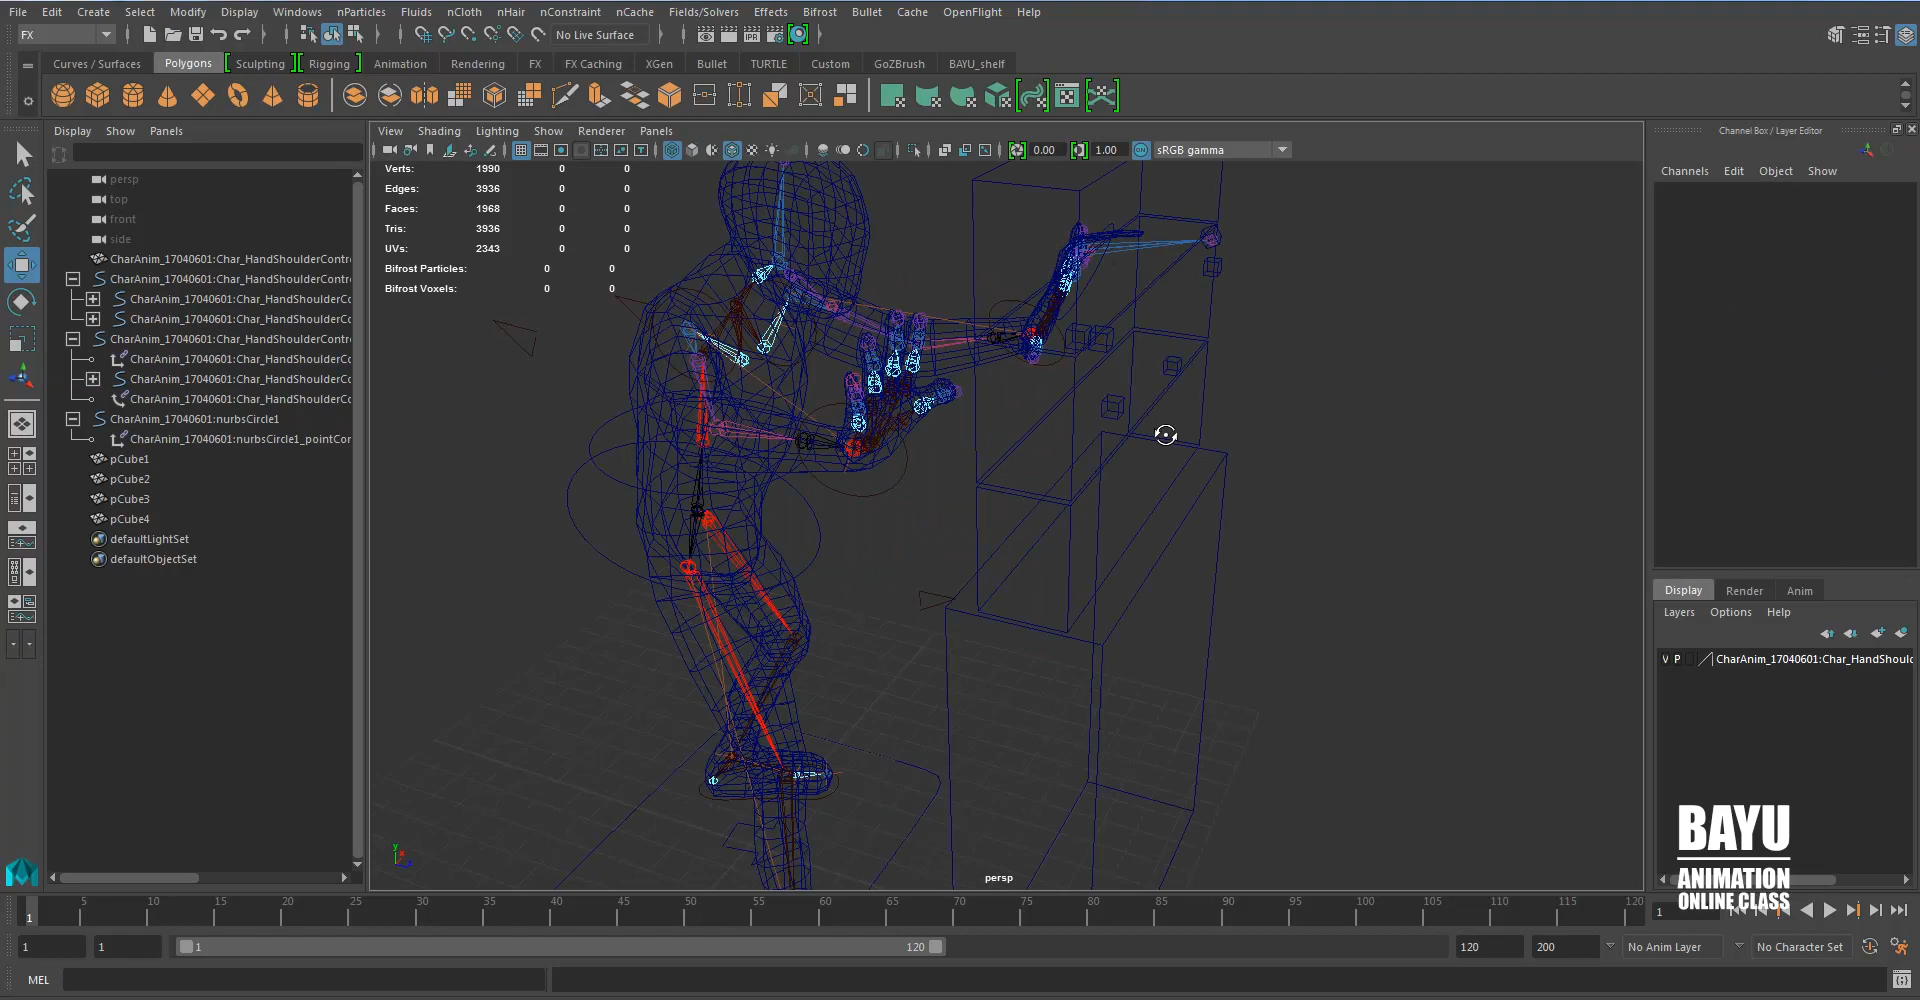 File Edit Create Select Modify Display Windows nParticles Fluids nCloth nHair nConstraint nCache Fields/Solvers Effects Bifrost Bullet Cache OpenFlight Help
FX No Live Surface IPR
Curves / Surfaces Polygons Sculpting Rigging Animation Rendering FX FX Caching XGen Bullet TURTLE Custom GoZBrush BAYU_shelf
Display Show Panels
View Shading Lighting Show Renderer Panels
0.00 1.00 ON sRGB gamma
Channel Box / Layer Editor
Channels Edit Object Show
persp
top
front
side
CharAnim_17040601:Char_HandShoulderContr
CharAnim_17040601:Char_HandShoulderContr
CharAnim_17040601:Char_HandShoulderCo
CharAnim_17040601:Char_HandShoulderCo
CharAnim_17040601:Char_HandShoulderCo
CharAnim_17040601:Char_HandShoulderCo
CharAnim_17040601:Char_HandShoulderCo
CharAnim_17040601:Char_HandShoulderCo
CharAnim_17040601:nurbsCircle1
CharAnim_17040601:nurbsCircle1_pointCor
pCube1
pCube2
pCube3
pCube4
defaultLightSet
defaultObjectSet
Verts: 1990 0 0
Edges: 3936 0 0
Faces: 1968 0 0
Tris: 3936 0 0
UVs: 2343 0 0
Bifrost Particles: 0 0
Bifrost Voxels: 0 0
y
persp
Display Render Anim
Layers Options Help
V P CharAnim_17040601:Char_HandShould
BAYU
ANIMATION
ONLINE CLASS
1 5 10 15 20 25 30 35 40 45 50 55 60 65 70 75 80 85 90 95 100 105 110 115 120 1
1 1 1 120 120 200 No Anim Layer No Character Set
MEL